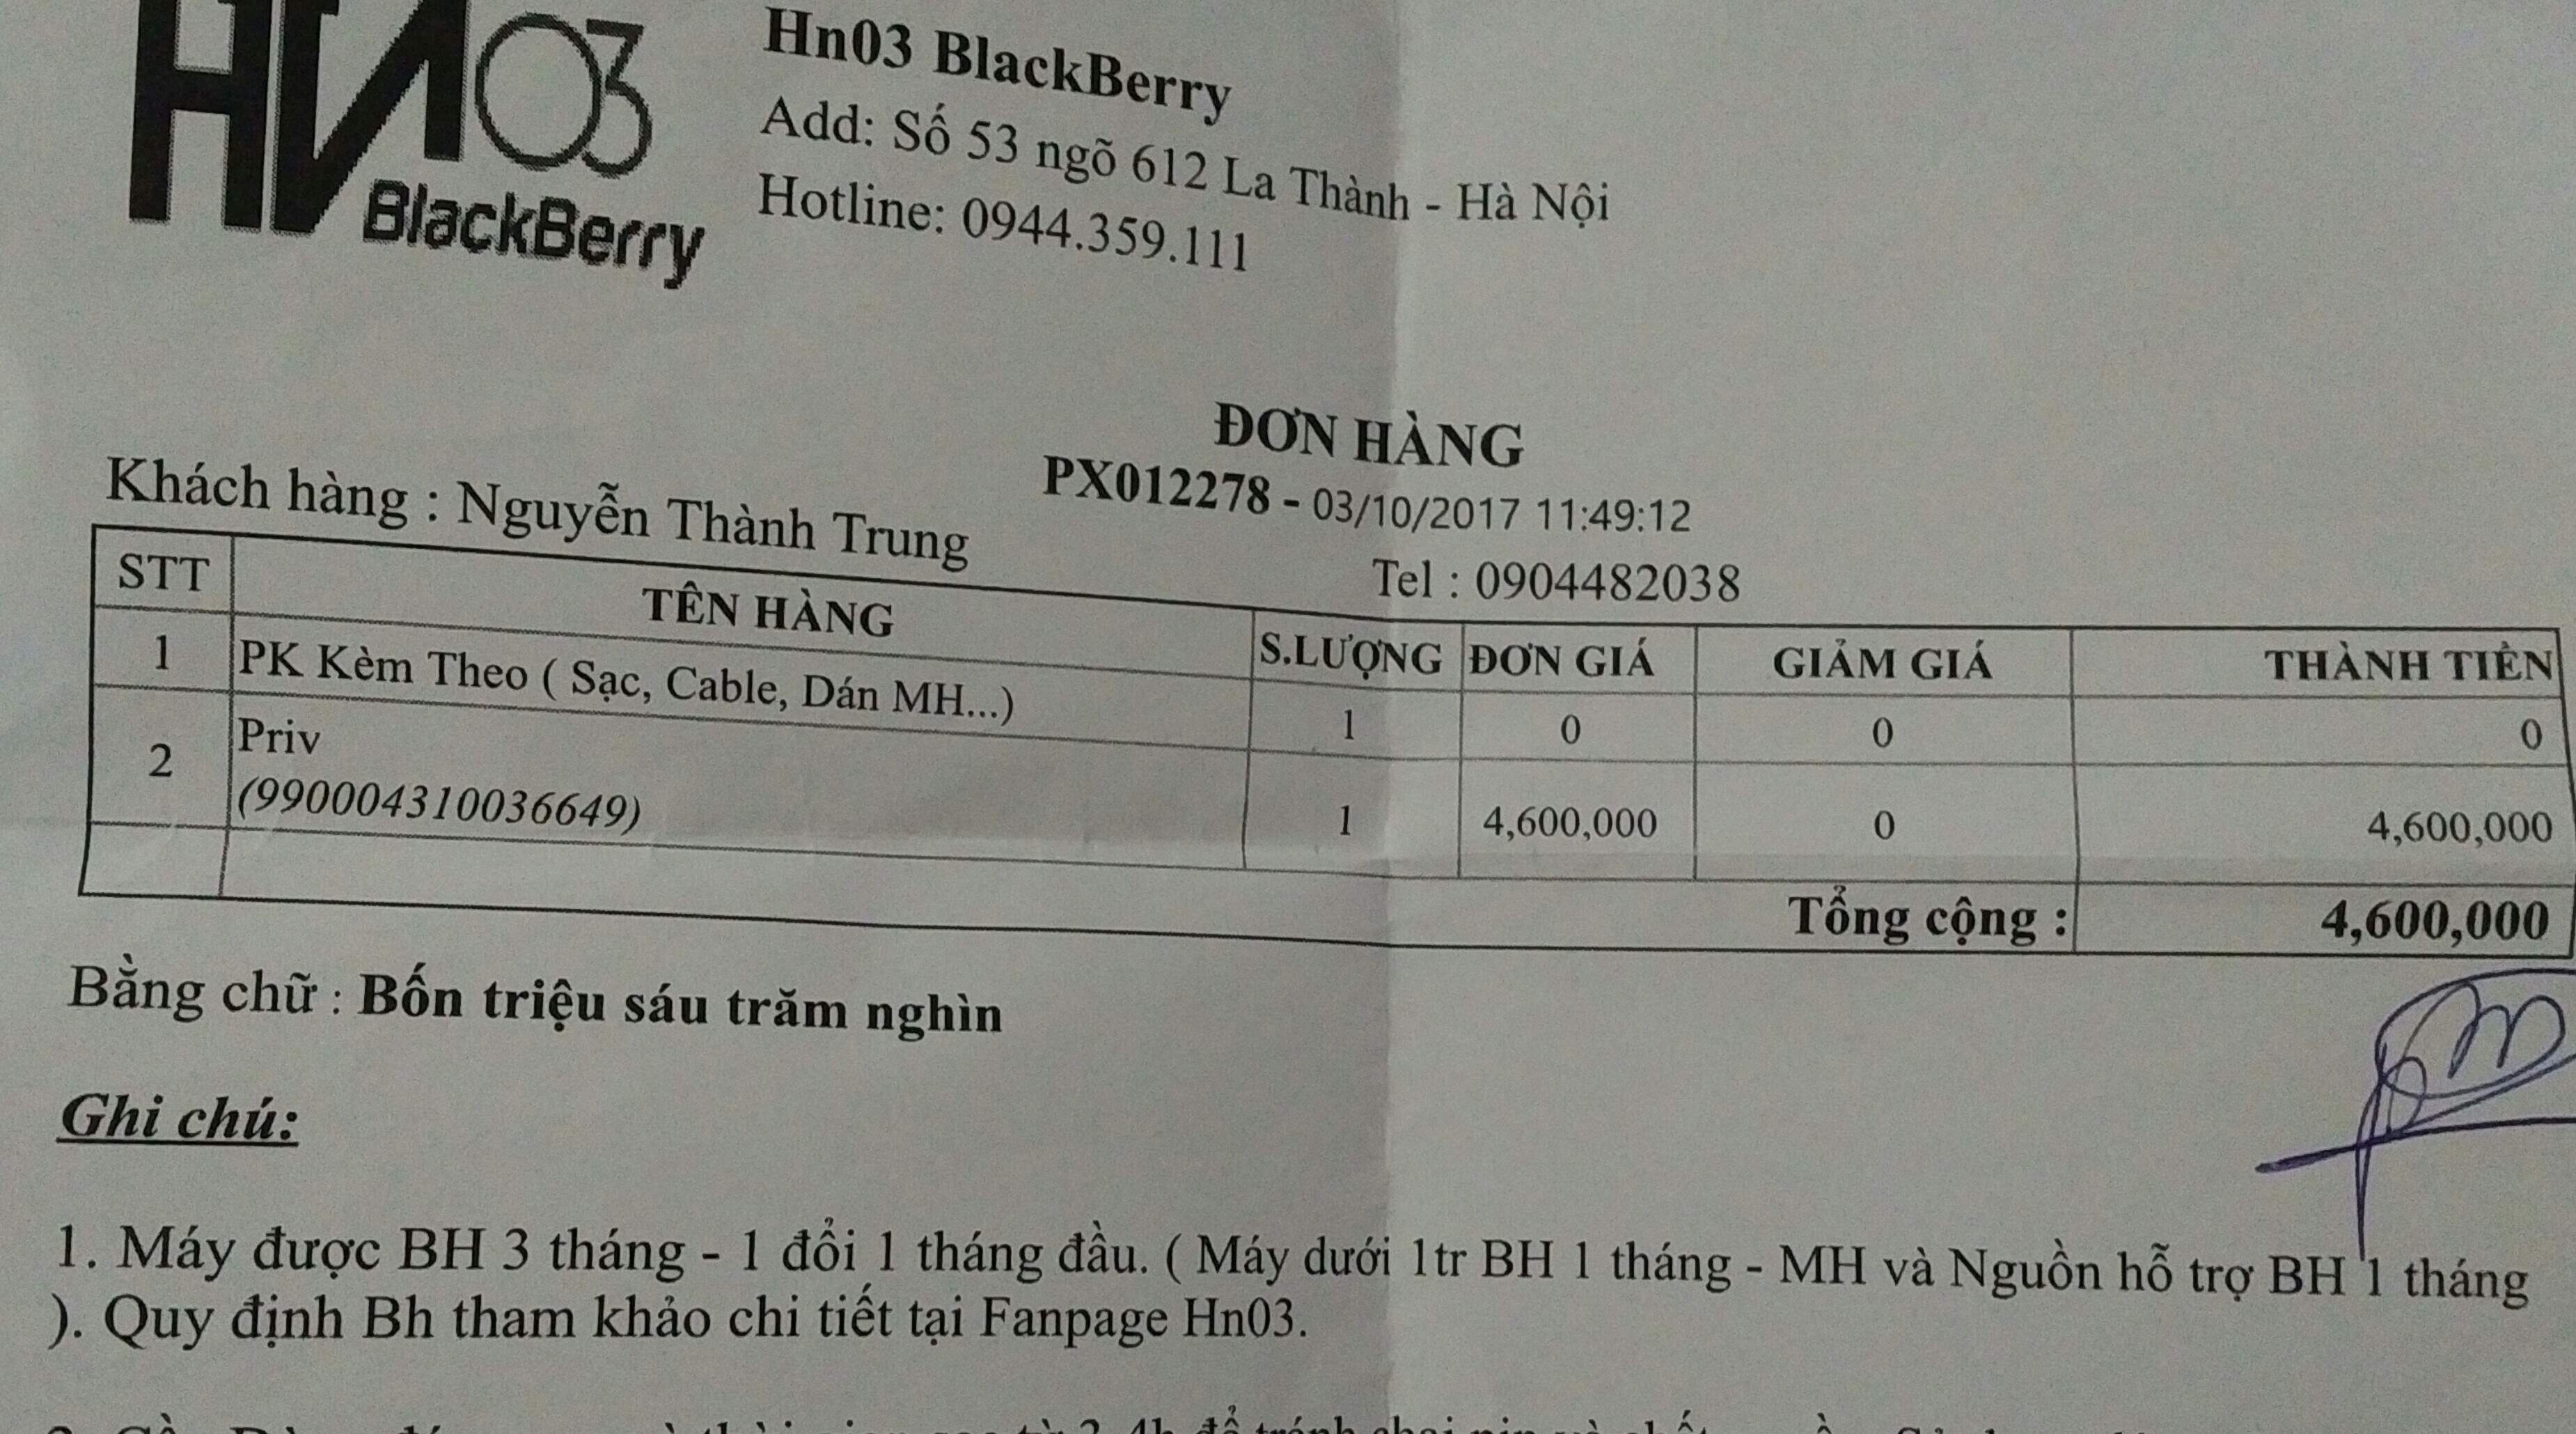 HN03
BlackBerry
Hn03 BlackBerry
Add: Số 53 ngõ 612 La Thành - Hà Nội
Hotline: 0944.359.111
ĐƠN HÀNG
PX012278 - 03/10/2017 11:49:12
Khách hàng : Nguyễn Thành Trung
Tel : 0904482038
STT TÊN HÀNG S.LƯỢNG ĐƠN GIÁ GIẢM GIÁ THÀNH TIỀN
1 PK Kèm Theo ( Sạc, Cable, Dán MH...) 1 0 0 0
2 Priv
(990004310036649) 1 4,600,000 0 4,600,000
Tổng cộng : 4,600,000
Bằng chữ : Bốn triệu sáu trăm nghìn
Ghi chú:
1. Máy được BH 3 tháng - 1 đổi 1 tháng đầu. ( Máy dưới 1tr BH 1 tháng - MH và Nguồn hỗ trợ BH 1 tháng
). Quy định Bh tham khảo chi tiết tại Fanpage Hn03.